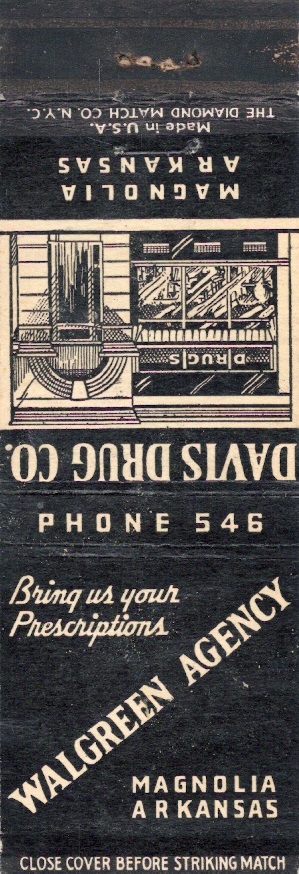 THE DIAMOND MATCH CO. N.Y.C.
Made in U.S.A.
MAGNOLIA
ARKANSAS
DRUGS
DAVIS DRUG CO.
PHONE 546
Bring us your
Prescriptions
WALGREEN AGENCY
MAGNOLIA
ARKANSAS
CLOSE COVER BEFORE STRIKING MATCH